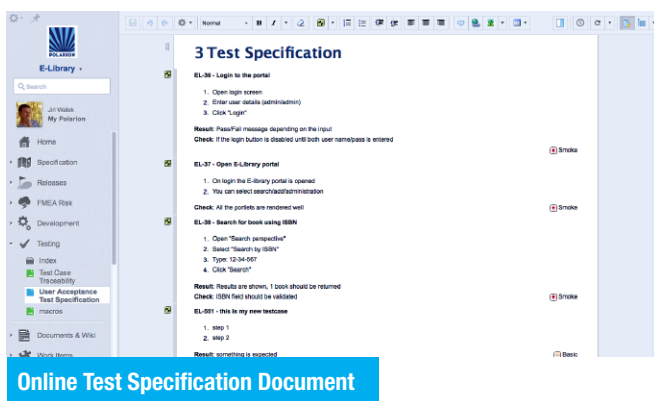 Normal
B
I
POLARION
E-Library
Search
Jiri Walek
My Polarion
Home
Specification
Releases
FMEA Risk
Development
Testing
Index
Test Case
Traceability
User Acceptance
Test Specification
macros
Documents & Wiki
Work Items
3 Test Specification
EL-36 - Login to the portal
1. Open login screen
2. Enter user details (admin/admin)
3. Click "Login"
Result: Pass/Fail message depending on the input
Check: If the login button is disabled until both user name/pass is entered
Smoke
EL-37 - Open E-Library portal
1. On login the E-library portal is opened
2. You can select search/add/administration
Check: All the portlets are rendered well
Smoke
EL-38 - Search for book using ISBN
1. Open "Search perspective"
2. Select "Search by ISBN"
3. Type: 12-34-567
4. Click "Search"
Result: Results are shown, 1 book should be returned
Check: ISBN field should be validated
Smoke
EL-501 - this is my new testcase
1. step 1
2. step 2
Result: something is expected
Basic
Online Test Specification Document